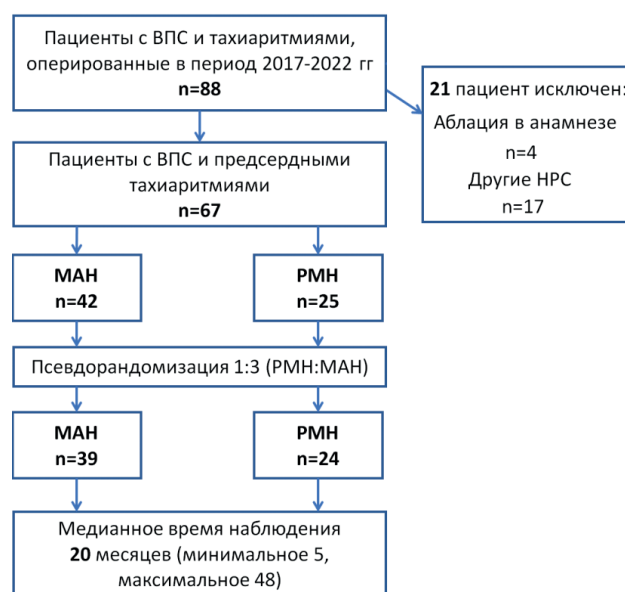 Пациенты с ВПС и тахиаритмиями,
оперированные в период 2017-2022 гг
n=88
21 пациент исключен:
Аблация в анамнезе
n=4
Другие НРС
n=17
Пациенты с ВПС и предсердными
тахиаритмиями
n=67
МАН
n=42
РМН
n=25
Псевдорандомизация 1:3 (РМН:МАН)
МАН
n=39
РМН
n=24
Медианное время наблюдения
20 месяцев (минимальное 5,
максимальное 48)